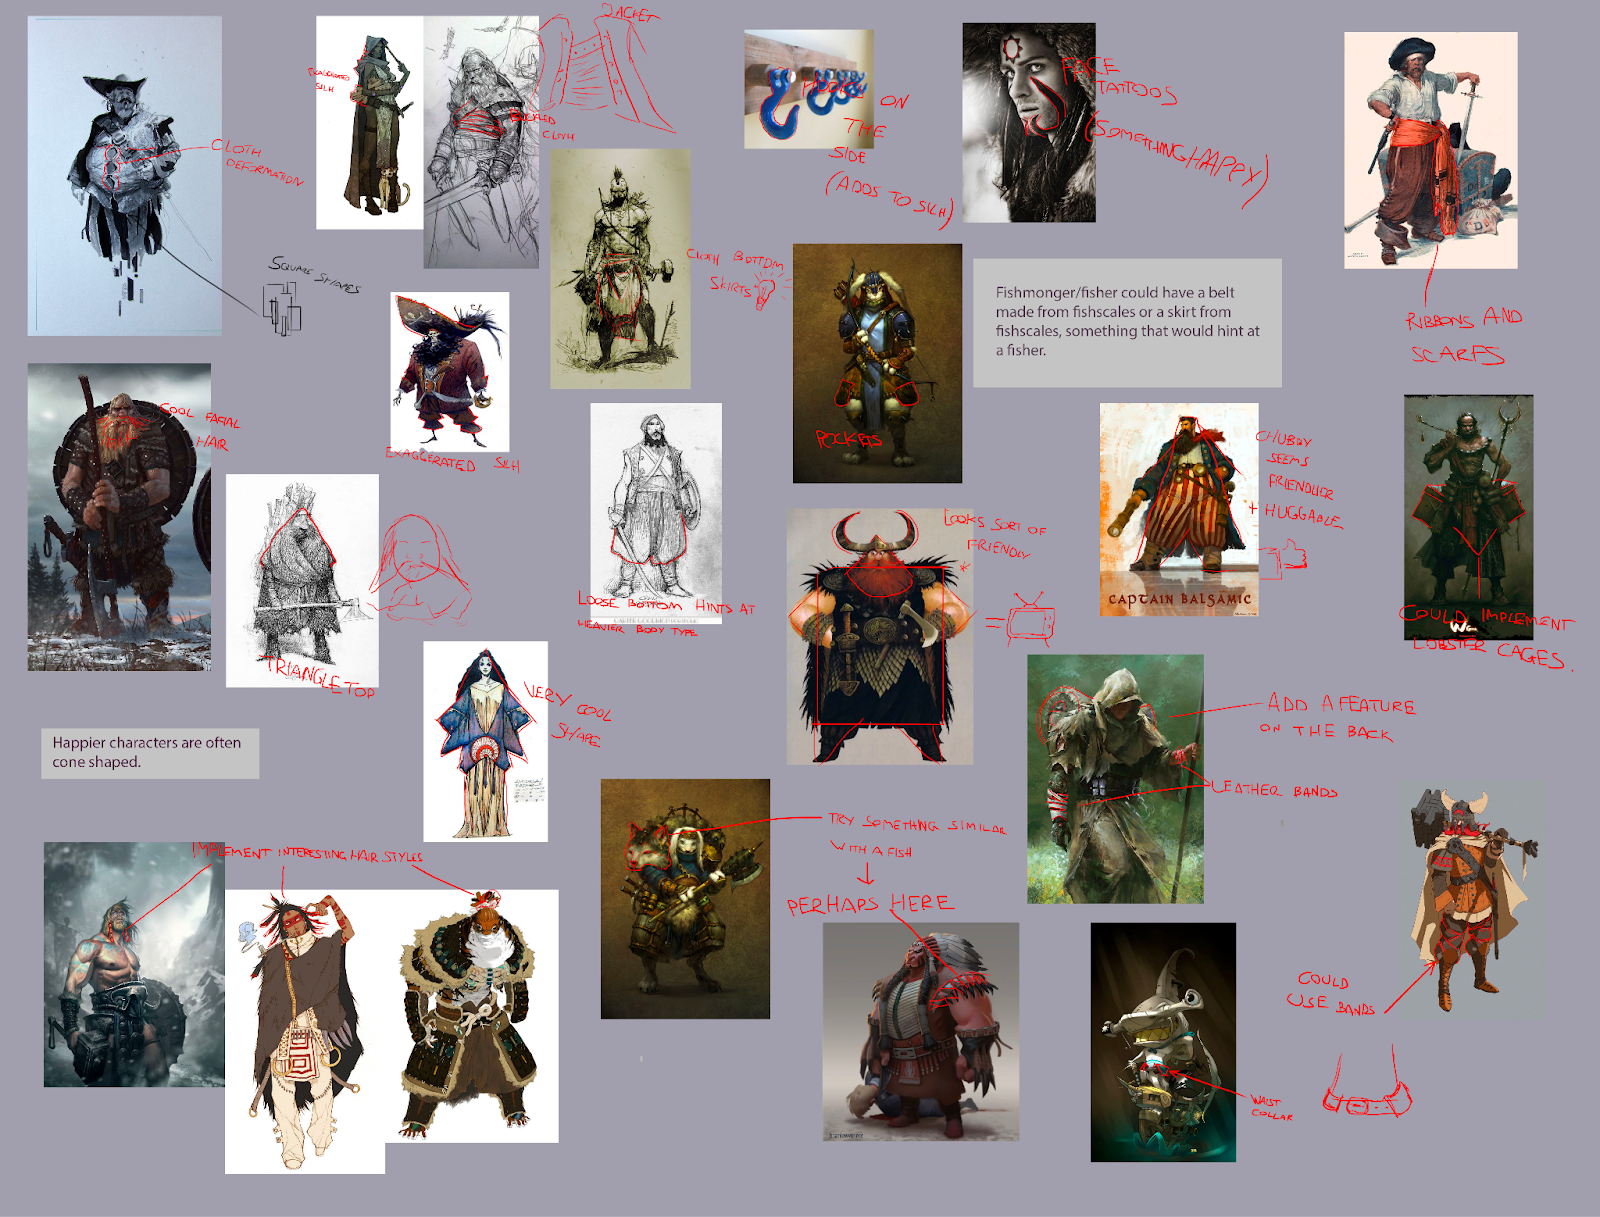 JACKET
EXAGGERATED
SILH
CLOTH
DEFORMATION
BUCKLED
CLOTH
HOOKS ON
THE
SIDE
(ADDS TO SILH)
FACE
TATTOOS
(SOMETHING HAPPY)
SQUARE SHAPES
CLOTH BOTTOM
SKIRTS
Fishmonger/fisher could have a belt
made from fishscales or a skirt from
fishscales, something that would hint at
a fisher.
RIBBONS AND
SCARFS
COOL FACIAL
HAIR
EXAGGERATED SILH
POCKETS
CHUBBY
SEEMS
FRIENDLIER
+ HUGGABLE
CAPTAIN BALSAMIC
LOOKS SORT OF
FRIENDLY
*
LOOSE BOTTOM HINTS AT
HEAVIER BODY TYPE
COULD IMPLEMENT
LOBSTER CAGES.
TRIANGLE TOP
VERY COOL
SHAPE
Happier characters are often
cone shaped.
ADD A FEATURE
ON THE BACK
LEATHER BANDS
IMPLEMENT INTERESTING HAIR STYLES
TRY SOMETHING SIMILAR
WITH A FISH
PERHAPS HERE
COULD
USE BANDS
WAIST
COLLAR